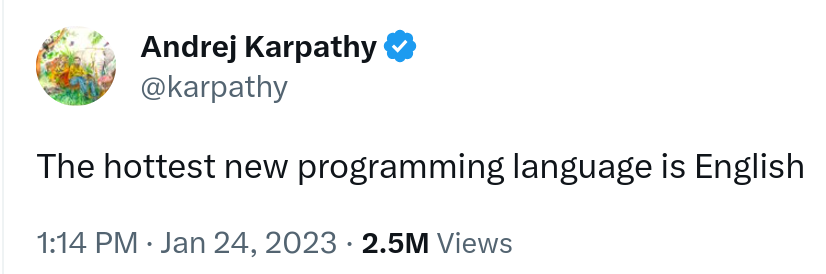 Andrej Karpathy
@karpathy
The hottest new programming language is English
1:14 PM · Jan 24, 2023 · 2.5M Views